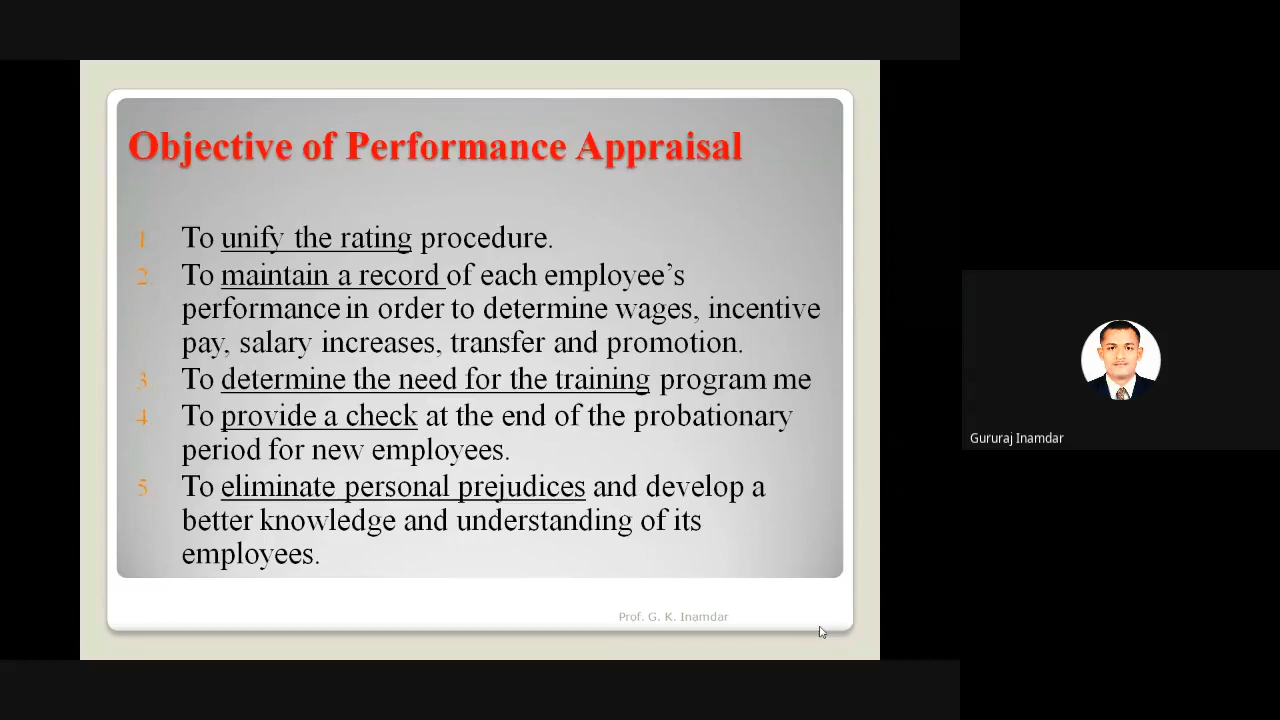 Objective of Performance Appraisal
1 To unify the rating procedure.
2 To maintain a record of each employee’s
performance in order to determine wages, incentive
pay, salary increases, transfer and promotion.
3 To determine the need for the training program me
4 To provide a check at the end of the probationary
period for new employees.
5 To eliminate personal prejudices and develop a
better knowledge and understanding of its
employees.
Prof. G. K. Inamdar
Gururaj Inamdar